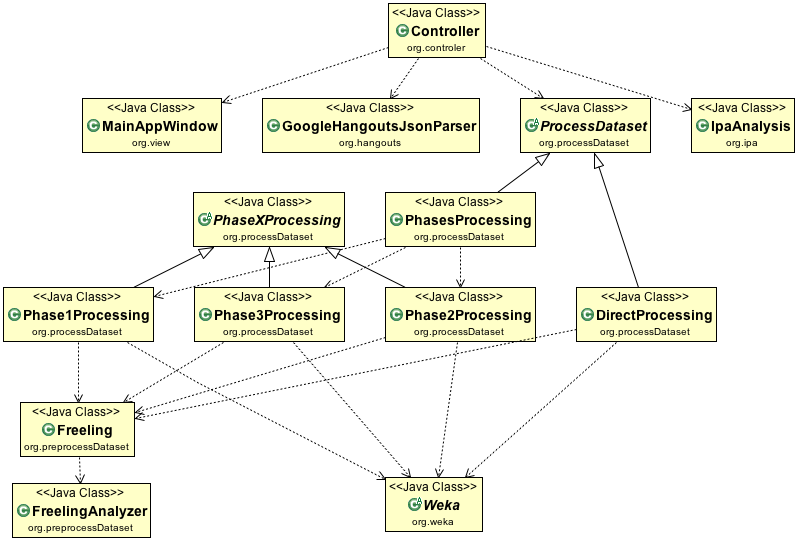 <<Java Class>>
Controller
org.controler
<<Java Class>>
MainAppWindow
org.view
<<Java Class>>
GoogleHangoutsJsonParser
org.hangouts
<<Java Class>>
ProcessDataset
org.processDataset
<<Java Class>>
IpaAnalysis
org.ipa
<<Java Class>>
PhaseXProcessing
org.processDataset
<<Java Class>>
PhasesProcessing
org.processDataset
<<Java Class>>
Phase1Processing
org.processDataset
<<Java Class>>
Phase3Processing
org.processDataset
<<Java Class>>
Phase2Processing
org.processDataset
<<Java Class>>
DirectProcessing
org.processDataset
<<Java Class>>
Freeling
org.preprocessDataset
<<Java Class>>
FreelingAnalyzer
org.preprocessDataset
<<Java Class>>
Weka
org.weka